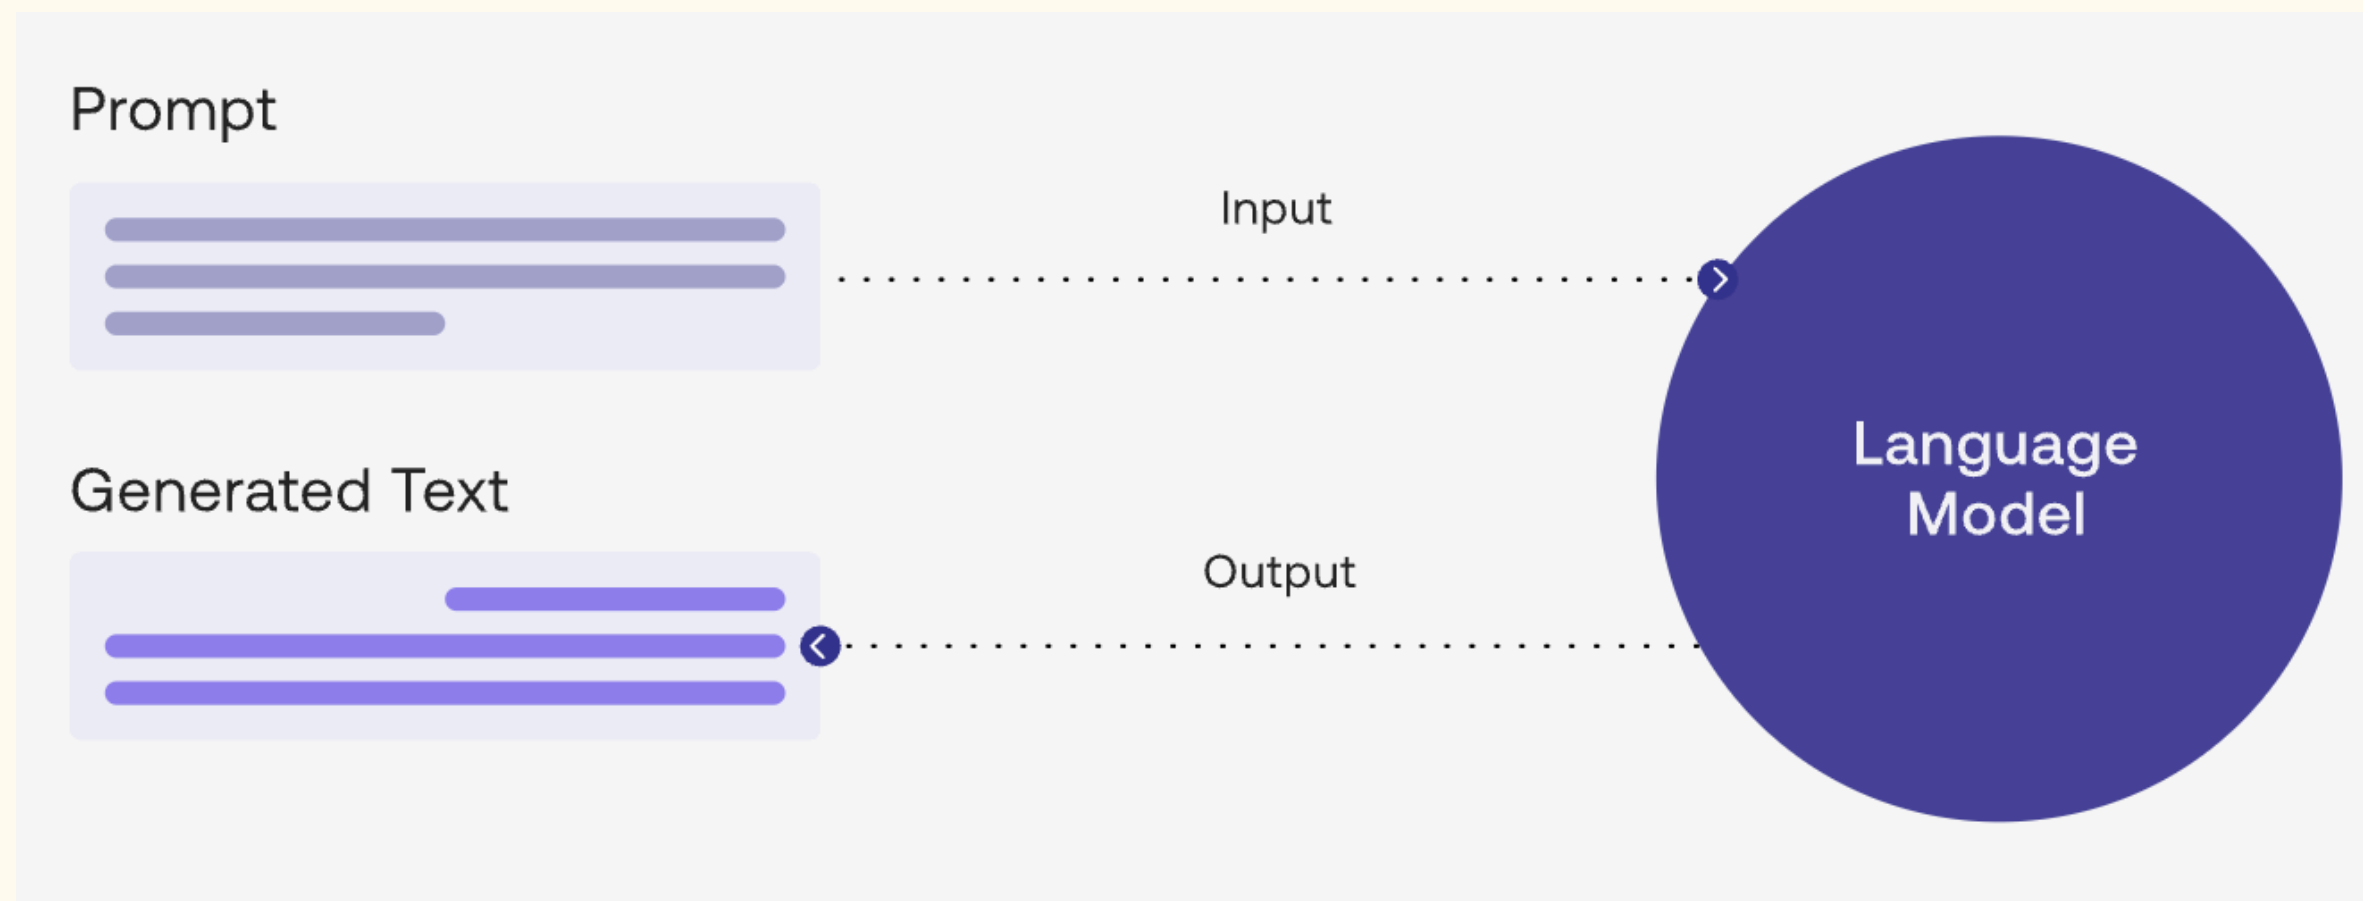 Prompt
Input
Generated Text
Output
Language
Model